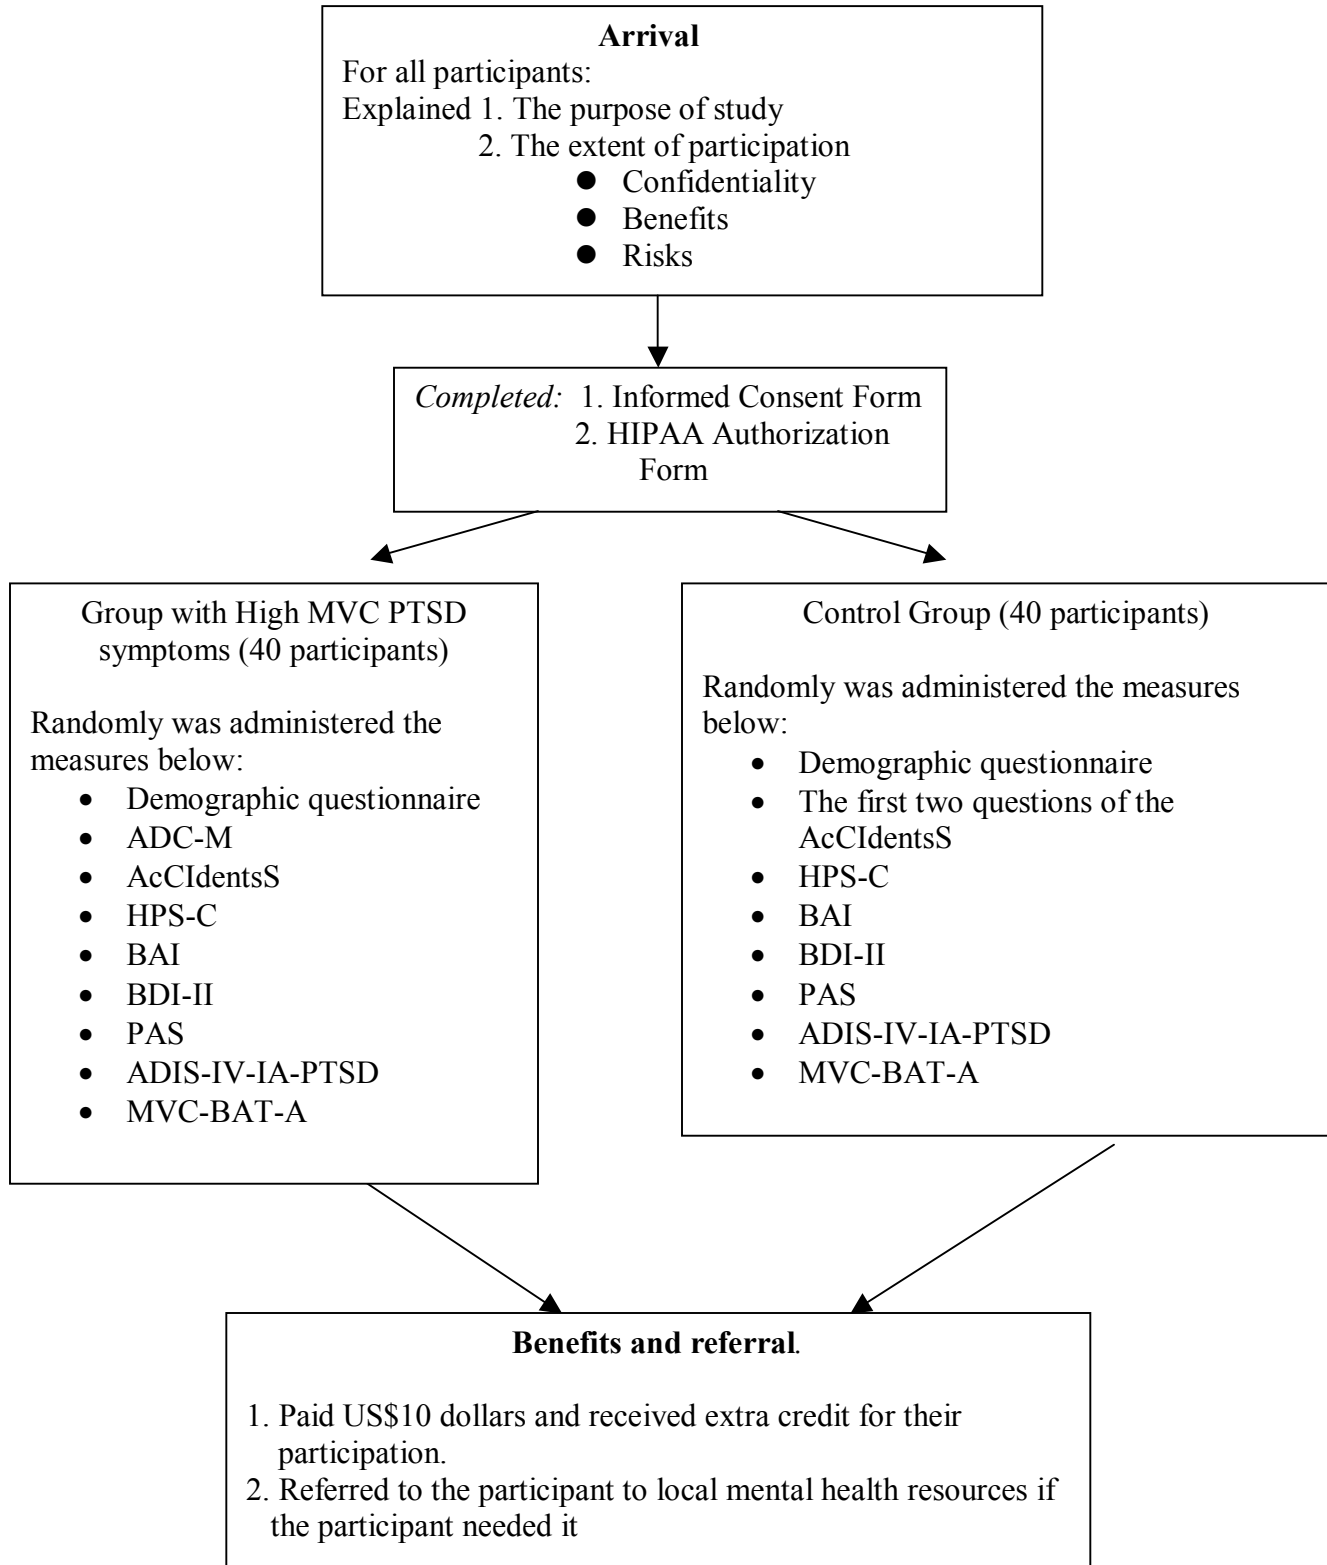 Arrival
For all participants:
Explained 1. The purpose of study
2. The extent of participation
● Confidentiality
● Benefits
● Risks
Completed: 1. Informed Consent Form
2. HIPAA Authorization
Form
Group with High MVC PTSD
symptoms (40 participants)
Randomly was administered the
measures below:
• Demographic questionnaire
• ADC-M
• AcCIdentsS
• HPS-C
• BAI
• BDI-II
• PAS
• ADIS-IV-IA-PTSD
• MVC-BAT-A
Control Group (40 participants)
Randomly was administered the measures
below:
• Demographic questionnaire
• The first two questions of the
AcCIdentsS
• HPS-C
• BAI
• BDI-II
• PAS
• ADIS-IV-IA-PTSD
• MVC-BAT-A
Benefits and referral.
1. Paid US$10 dollars and received extra credit for their
participation.
2. Referred to the participant to local mental health resources if
the participant needed it